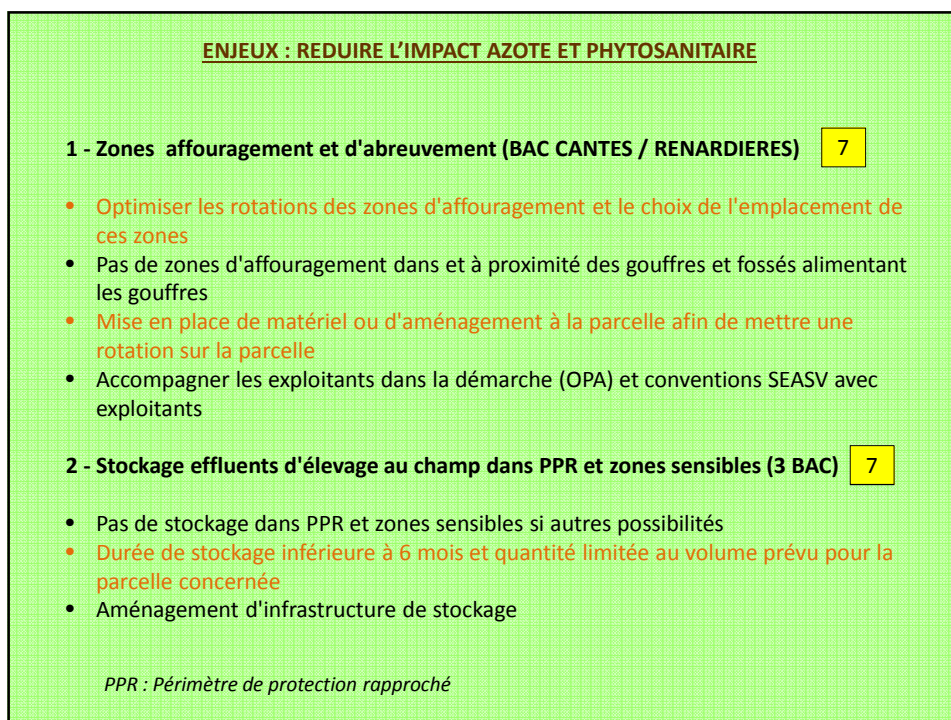 ENJEUX : REDUIRE L'IMPACT AZOTE ET PHYTOSANITAIRE
1 - Zones affouragement et d'abreuvement (BAC CANTES / RENARDIERES) 7
• Optimiser les rotations des zones d'affouragement et le choix de l'emplacement de
ces zones
• Pas de zones d'affouragement dans et à proximité des gouffres et fossés alimentant
les gouffres
• Mise en place de matériel ou d'aménagement à la parcelle afin de mettre une
rotation sur la parcelle
• Accompagner les exploitants dans la démarche (OPA) et conventions SEASV avec
exploitants
2 - Stockage effluents d'élevage au champ dans PPR et zones sensibles (3 BAC) 7
• Pas de stockage dans PPR et zones sensibles si autres possibilités
• Durée de stockage inférieure à 6 mois et quantité limitée au volume prévu pour la
parcelle concernée
• Aménagement d'infrastructure de stockage
PPR : Périmètre de protection rapproché